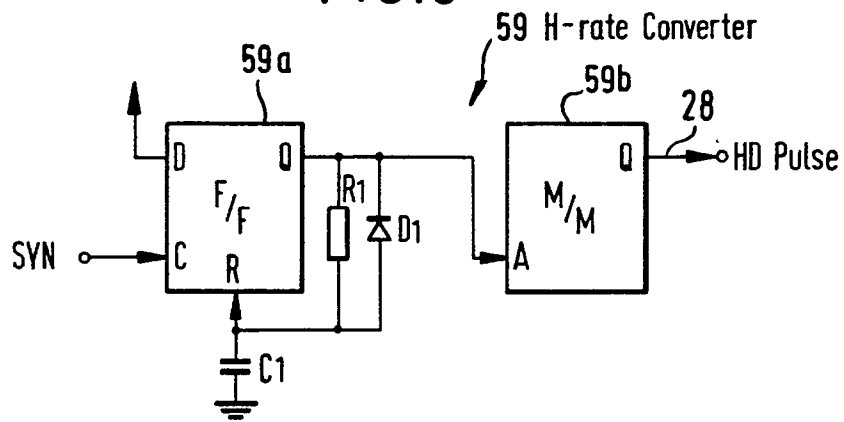 59 H-rate Converter
59a
59b
28
D
Q
Q
HD Pulse
F/F
R1
D1
M/M
SYN
C
R
A
C1